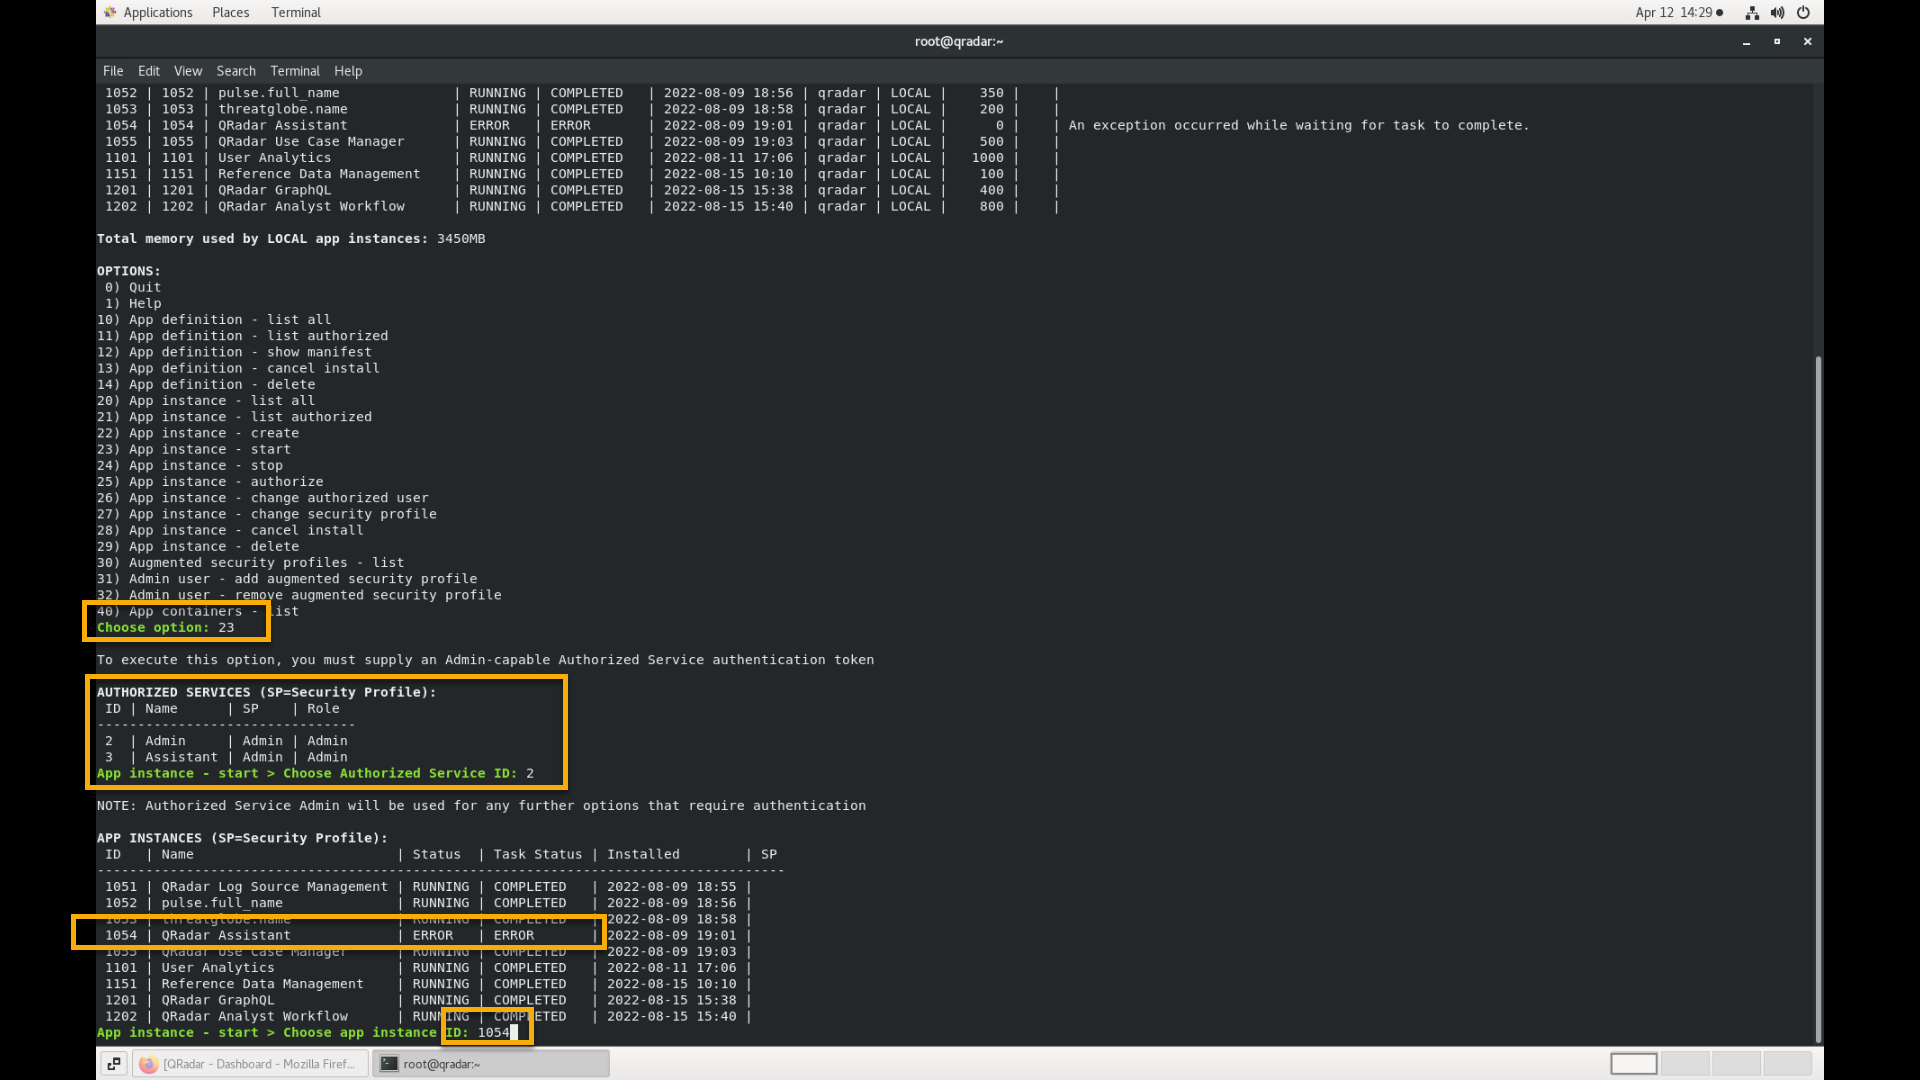 Applications Places Terminal Apr 12 14:29
root@qradar:~
File Edit View Search Terminal Help
1052 | 1052 | pulse.full_name | RUNNING | COMPLETED | 2022-08-09 18:56 | qradar | LOCAL | 350 | |
1053 | 1053 | threatglobe.name | RUNNING | COMPLETED | 2022-08-09 18:58 | qradar | LOCAL | 200 | |
1054 | 1054 | QRadar Assistant | ERROR | ERROR | 2022-08-09 19:01 | qradar | LOCAL | 0 | | An exception occurred while waiting for task to complete.
1055 | 1055 | QRadar Use Case Manager | RUNNING | COMPLETED | 2022-08-09 19:03 | qradar | LOCAL | 500 | |
1101 | 1101 | User Analytics | RUNNING | COMPLETED | 2022-08-11 17:06 | qradar | LOCAL | 1000 | |
1151 | 1151 | Reference Data Management | RUNNING | COMPLETED | 2022-08-15 10:10 | qradar | LOCAL | 100 | |
1201 | 1201 | QRadar GraphQL | RUNNING | COMPLETED | 2022-08-15 15:38 | qradar | LOCAL | 400 | |
1202 | 1202 | QRadar Analyst Workflow | RUNNING | COMPLETED | 2022-08-15 15:40 | qradar | LOCAL | 800 | |
Total memory used by LOCAL app instances: 3450MB
OPTIONS:
0) Quit
1) Help
10) App definition - list all
11) App definition - list authorized
12) App definition - show manifest
13) App definition - cancel install
14) App definition - delete
20) App instance - list all
21) App instance - list authorized
22) App instance - create
23) App instance - start
24) App instance - stop
25) App instance - authorize
26) App instance - change authorized user
27) App instance - change security profile
28) App instance - cancel install
29) App instance - delete
30) Augmented security profiles - list
31) Admin user - add augmented security profile
32) Admin user - remove augmented security profile
40) App containers - list
Choose option: 23
To execute this option, you must supply an Admin-capable Authorized Service authentication token
AUTHORIZED SERVICES (SP=Security Profile):
ID | Name | SP | Role
--------------------------------
2 | Admin | Admin | Admin
3 | Assistant | Admin | Admin
App instance - start > Choose Authorized Service ID: 2
NOTE: Authorized Service Admin will be used for any further options that require authentication
APP INSTANCES (SP=Security Profile):
ID | Name | Status | Task Status | Installed | SP
-------------------------------------------------------------------------------------
1051 | QRadar Log Source Management | RUNNING | COMPLETED | 2022-08-09 18:55 |
1052 | pulse.full_name | RUNNING | COMPLETED | 2022-08-09 18:56 |
1053 | threatglobe.name | RUNNING | COMPLETED | 2022-08-09 18:58 |
1054 | QRadar Assistant | ERROR | ERROR | 2022-08-09 19:01 |
1055 | QRadar Use Case Manager | RUNNING | COMPLETED | 2022-08-09 19:03 |
1101 | User Analytics | RUNNING | COMPLETED | 2022-08-11 17:06 |
1151 | Reference Data Management | RUNNING | COMPLETED | 2022-08-15 10:10 |
1201 | QRadar GraphQL | RUNNING | COMPLETED | 2022-08-15 15:38 |
1202 | QRadar Analyst Workflow | RUNNING | COMPLETED | 2022-08-15 15:40 |
App instance - start > Choose app instance ID: 1054
[QRadar - Dashboard - Mozilla Firef... root@qradar:~